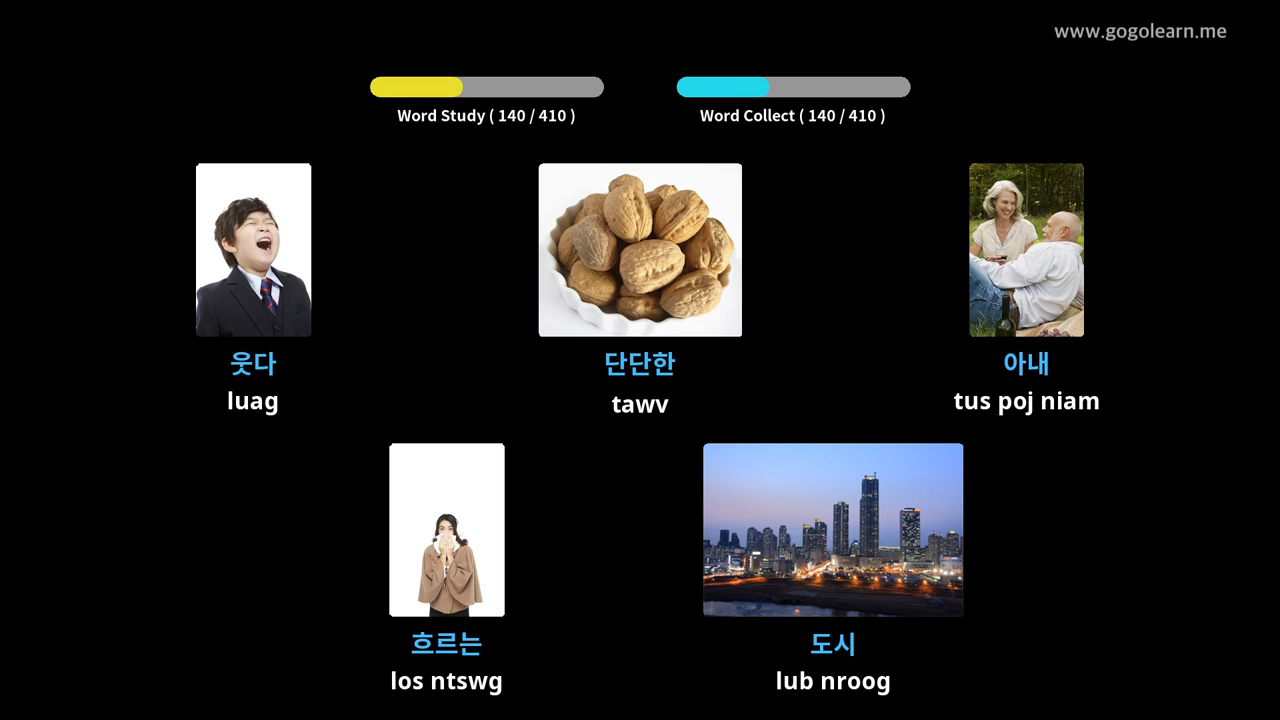 www.gogolearn.me
Word Study ( 140 / 410 )
Word Collect ( 140 / 410 )
웃다
luag
단단한
tawv
아내
tus poj niam
흐르는
los ntswg
도시
lub nroog